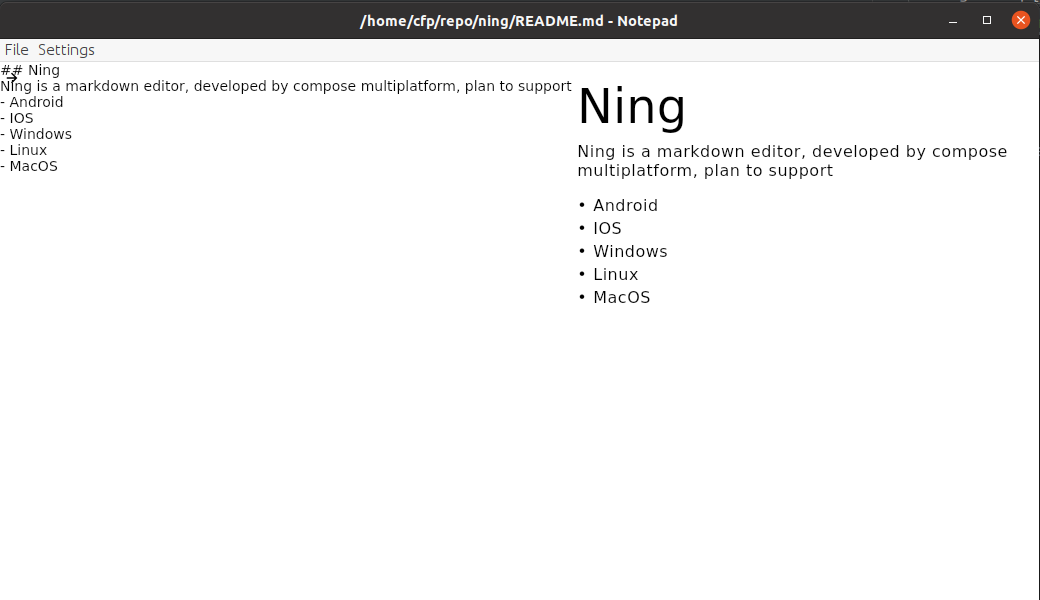 /home/cfp/repo/ning/README.md - Notepad
File Settings
## Ning
Ning is a markdown editor, developed by compose multiplatform, plan to support
- Android
- IOS
- Windows
- Linux
- MacOS
Ning
Ning is a markdown editor, developed by compose
multiplatform, plan to support
• Android
• IOS
• Windows
• Linux
• MacOS